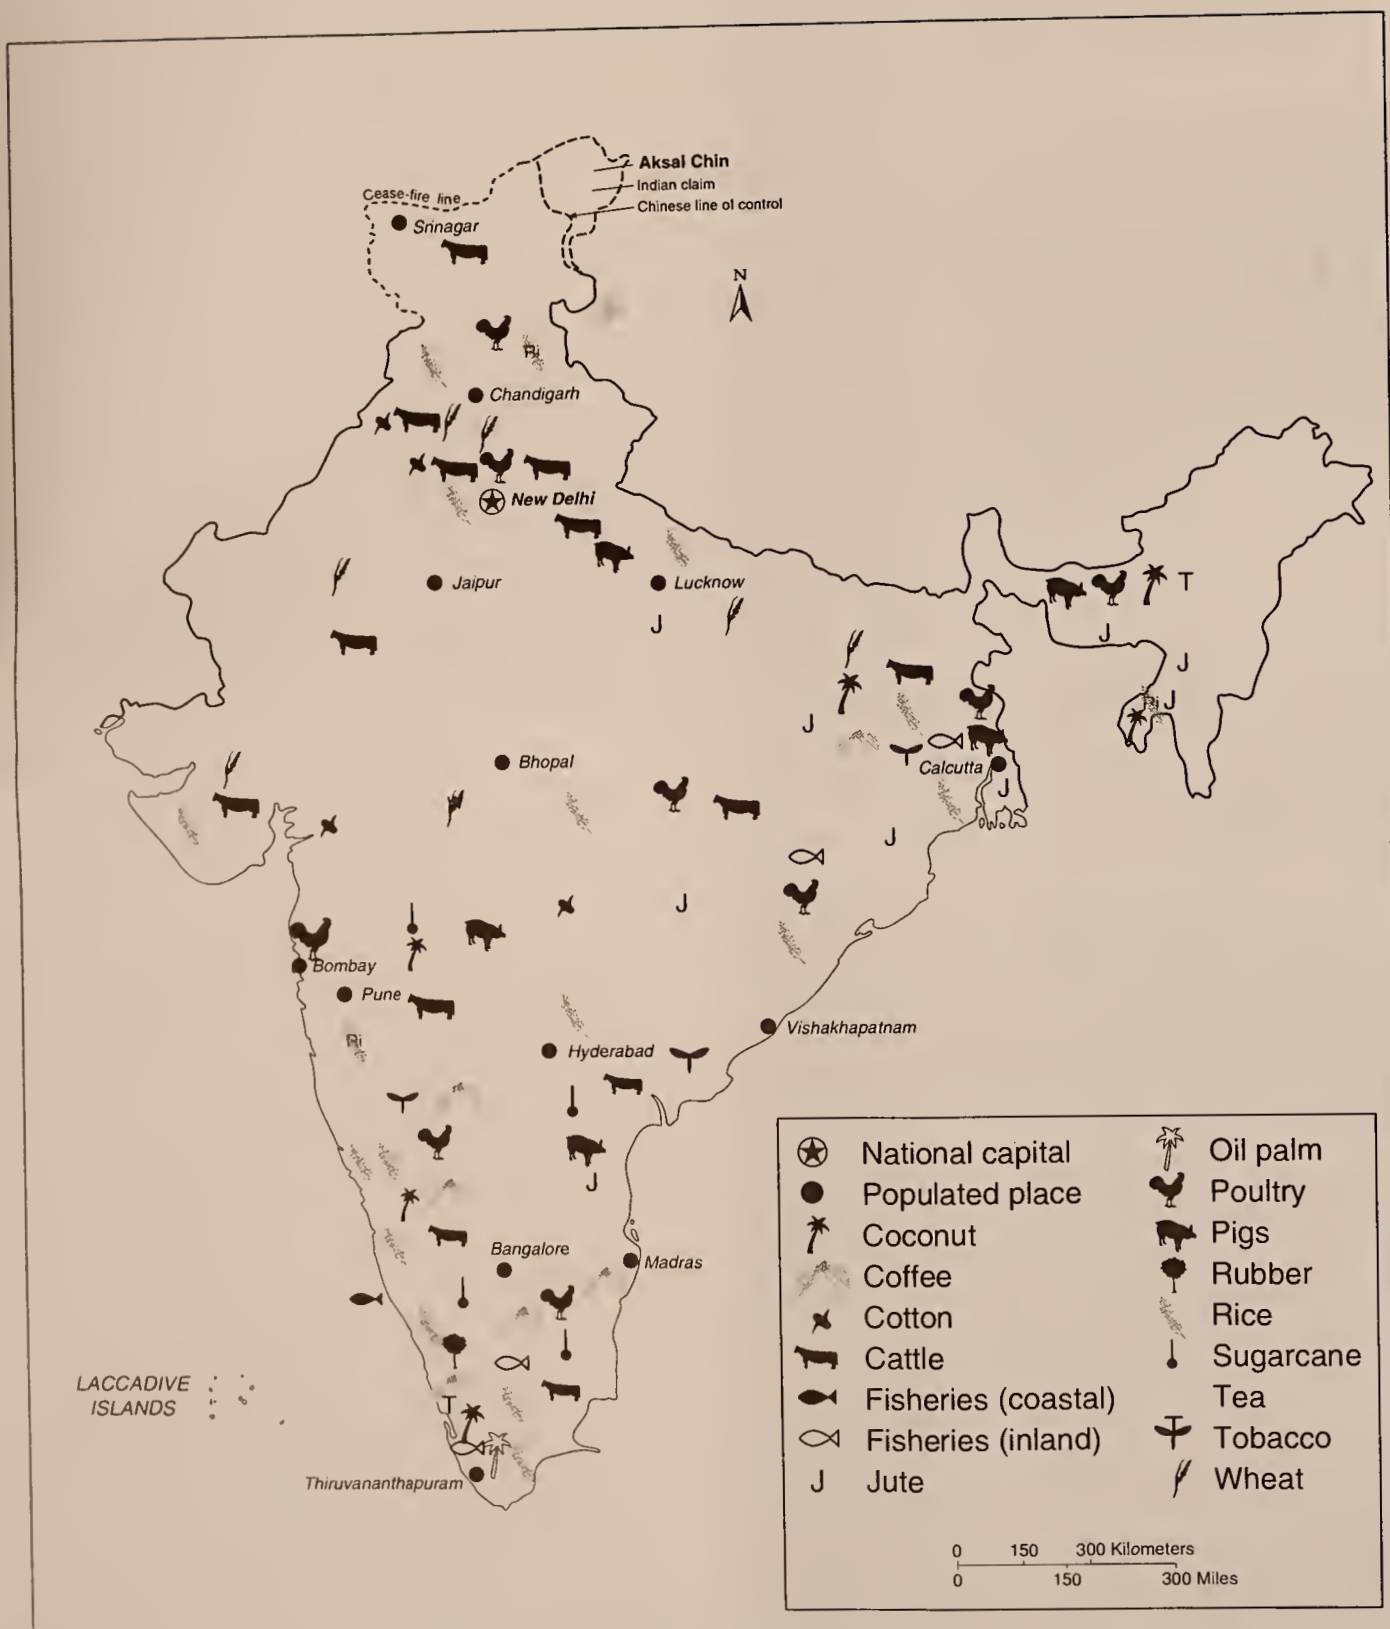 Aksai Chin
Indian claim
Chinese line of control
Cease-fire line
Srinagar
N
Ri
Chandigarh
New Delhi
Jaipur
Lucknow
J
T
J
J
Ri
J
J
Calcutta
J
Bhopal
J
J
Bombay
Pune
Ri
Vishakhapatnam
Hyderabad
J
Bangalore
Madras
LACCADIVE
ISLANDS
T
Thiruvananthapuram
National capital
Populated place
Coconut
Coffee
Cotton
Cattle
Fisheries (coastal)
Fisheries (inland)
J Jute
Oil palm
Poultry
Pigs
Rubber
Rice
Sugarcane
Tea
T
Tobacco
Wheat
0 150 300 Kilometers
0 150 300 Miles